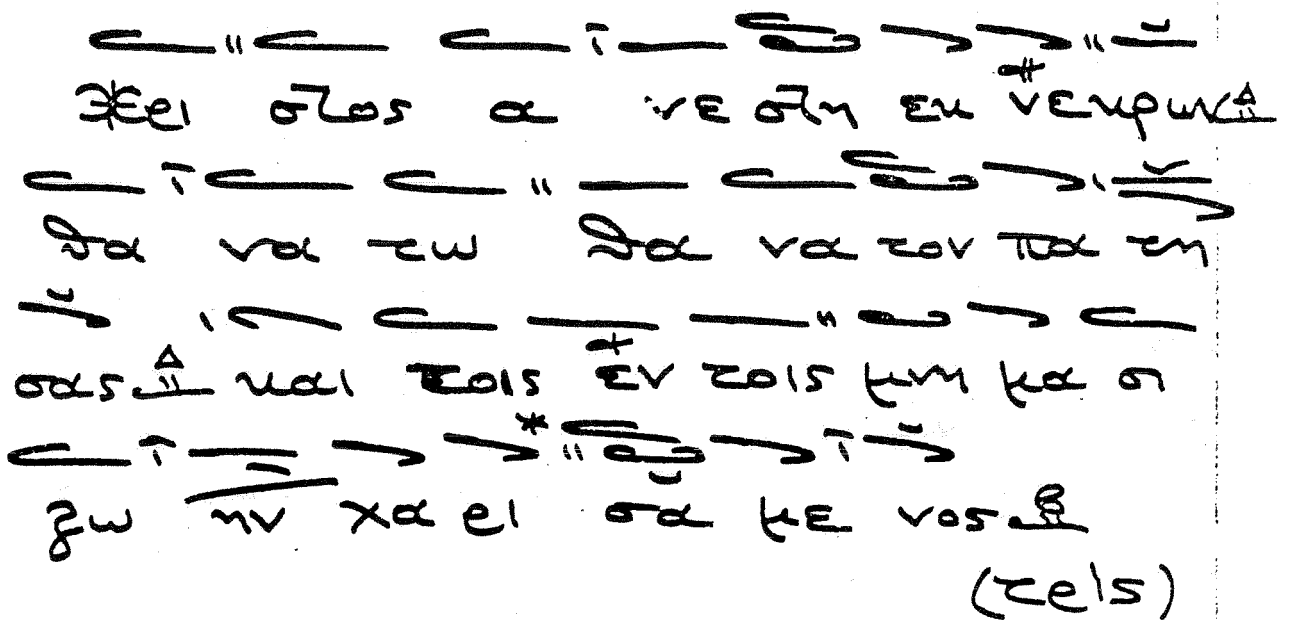 Χρι στος α νε στη εκ νεκρων
θα να τω θα να τον πα τη
σας και τοις εν τοις μνη μα σι
ζω ην χα ρι σα με νος
(τρις)